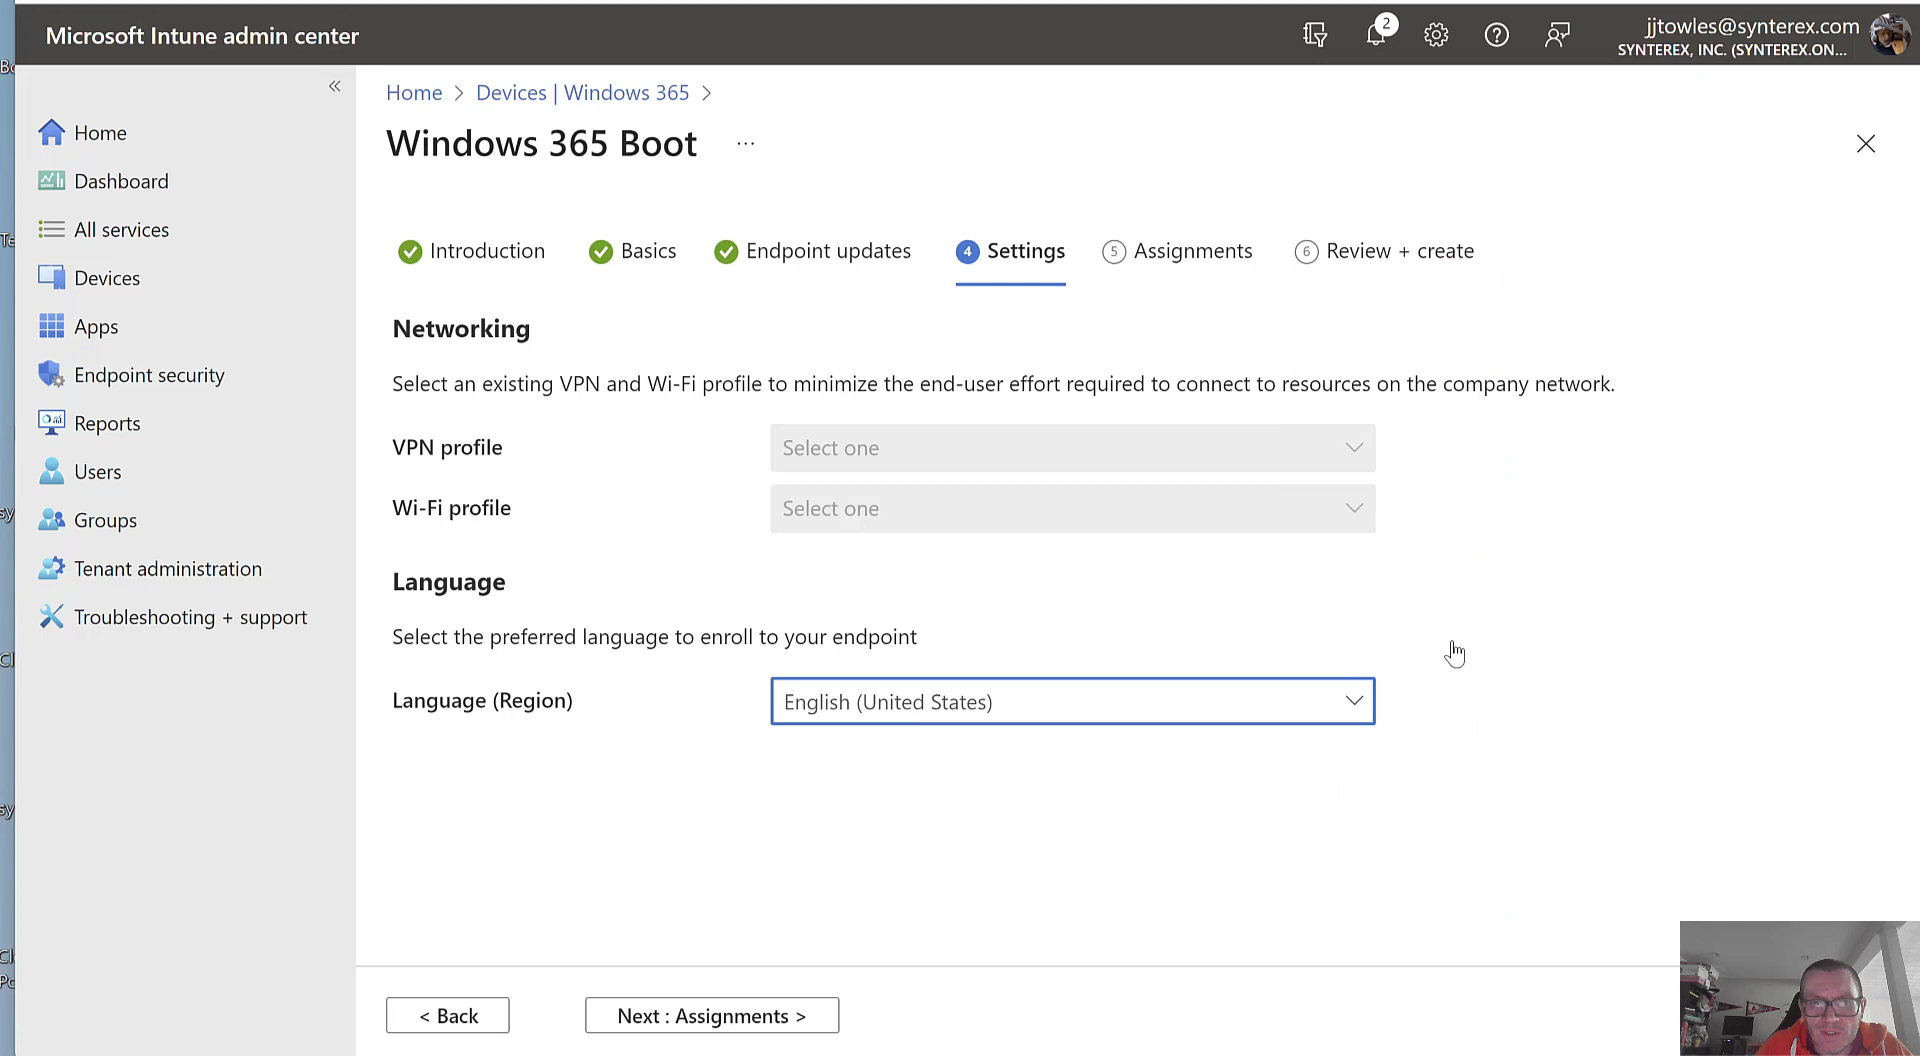 Microsoft Intune admin center
2
jjtowles@synterex.com
SYNTEREX, INC. (SYNTEREX.ON...
«
Home > Devices | Windows 365 >
Windows 365 Boot ...
Home
Dashboard
All services
Devices
Apps
Endpoint security
Reports
Users
Groups
Tenant administration
Troubleshooting + support
Introduction Basics Endpoint updates 4 Settings 5 Assignments 6 Review + create
Networking
Select an existing VPN and Wi-Fi profile to minimize the end-user effort required to connect to resources on the company network.
VPN profile Select one
Wi-Fi profile Select one
Language
Select the preferred language to enroll to your endpoint
Language (Region) English (United States)
< Back Next : Assignments >